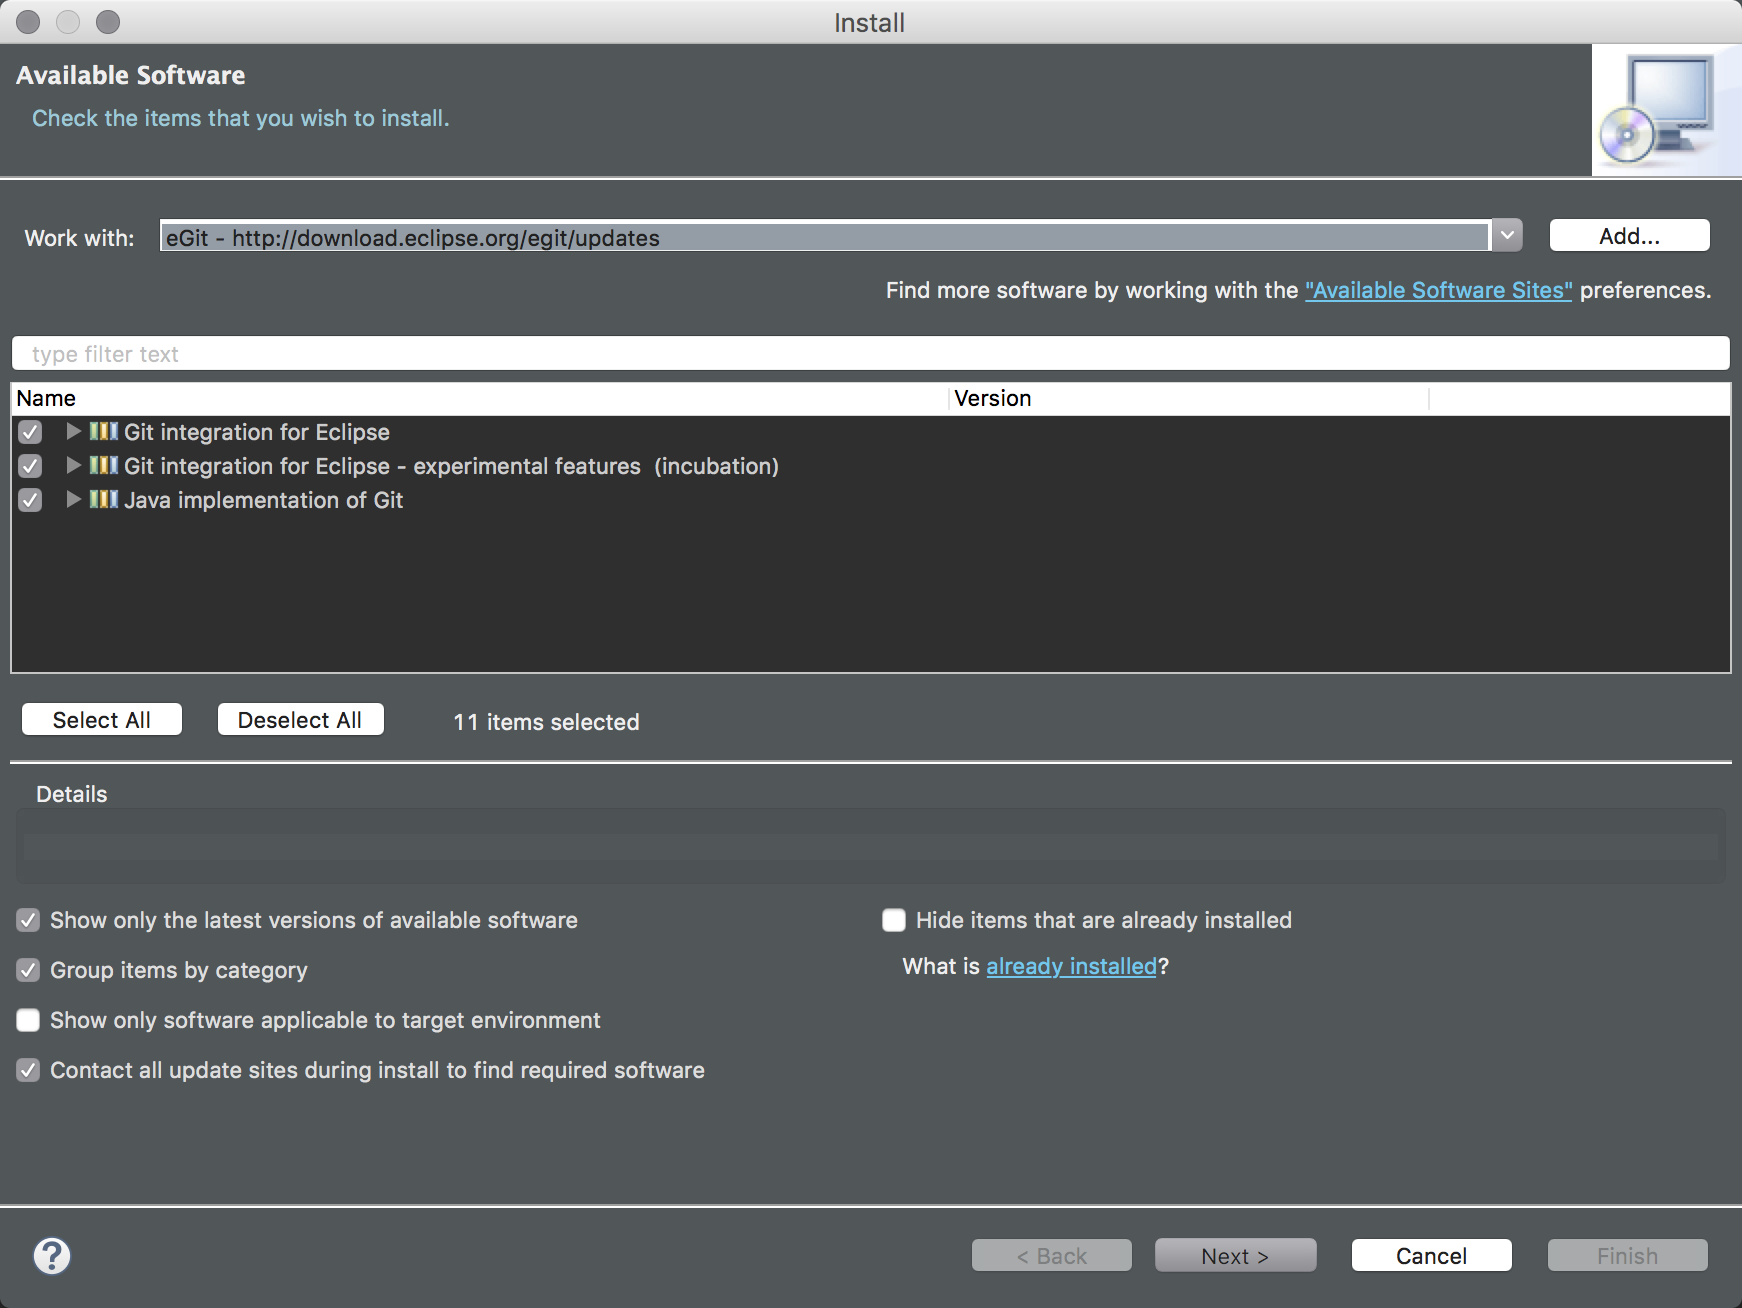 Install
Available Software
Check the items that you wish to install.
Work with: eGit - http://download.eclipse.org/egit/updates Add...
Find more software by working with the "Available Software Sites" preferences.
type filter text
Name Version
Git integration for Eclipse
Git integration for Eclipse - experimental features (incubation)
Java implementation of Git
Select All Deselect All 11 items selected
Details
Show only the latest versions of available software Hide items that are already installed
Group items by category What is already installed?
Show only software applicable to target environment
Contact all update sites during install to find required software
? < Back Next > Cancel Finish